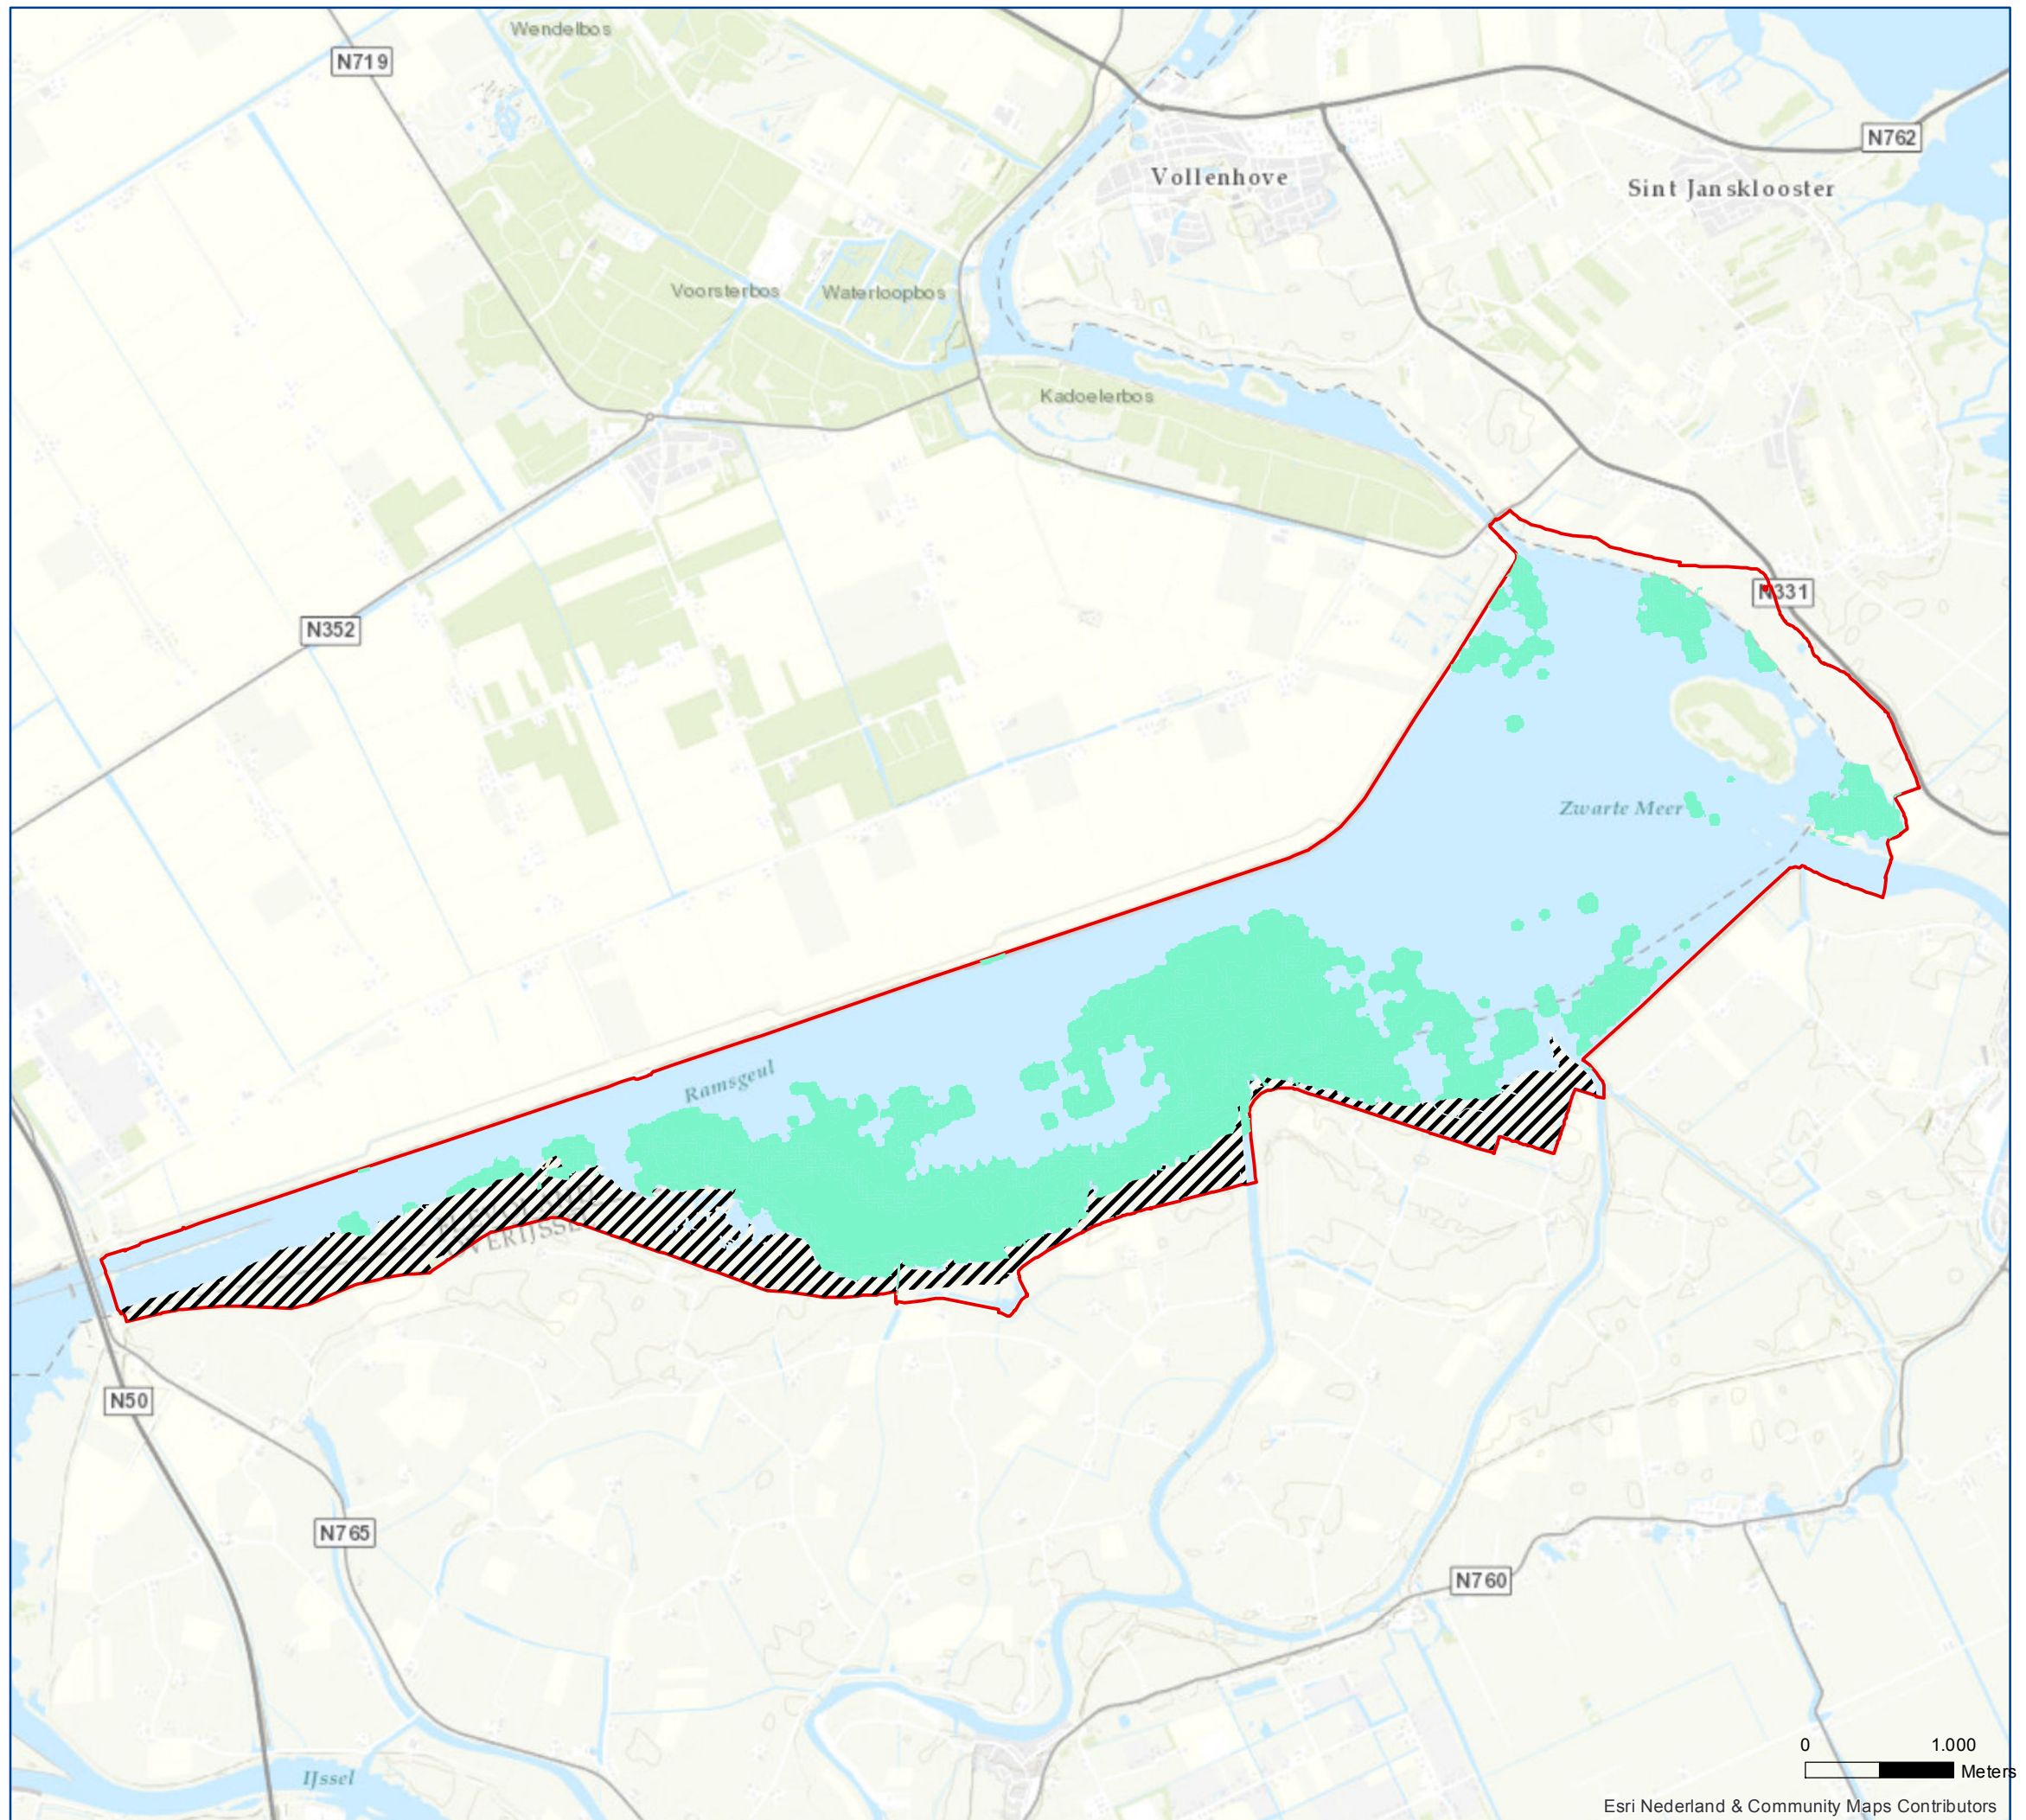 Wendelbos
N719
N762
Vollenhove
Sint Jansklooster
Voorsterbos
Waterloopbos
Kadoelerbos
N331
N352
Zwarte Meer
Ramsgeul
N50
N765
N760
IJssel
0 1.000
Meters
Esri Nederland & Community Maps Contributors